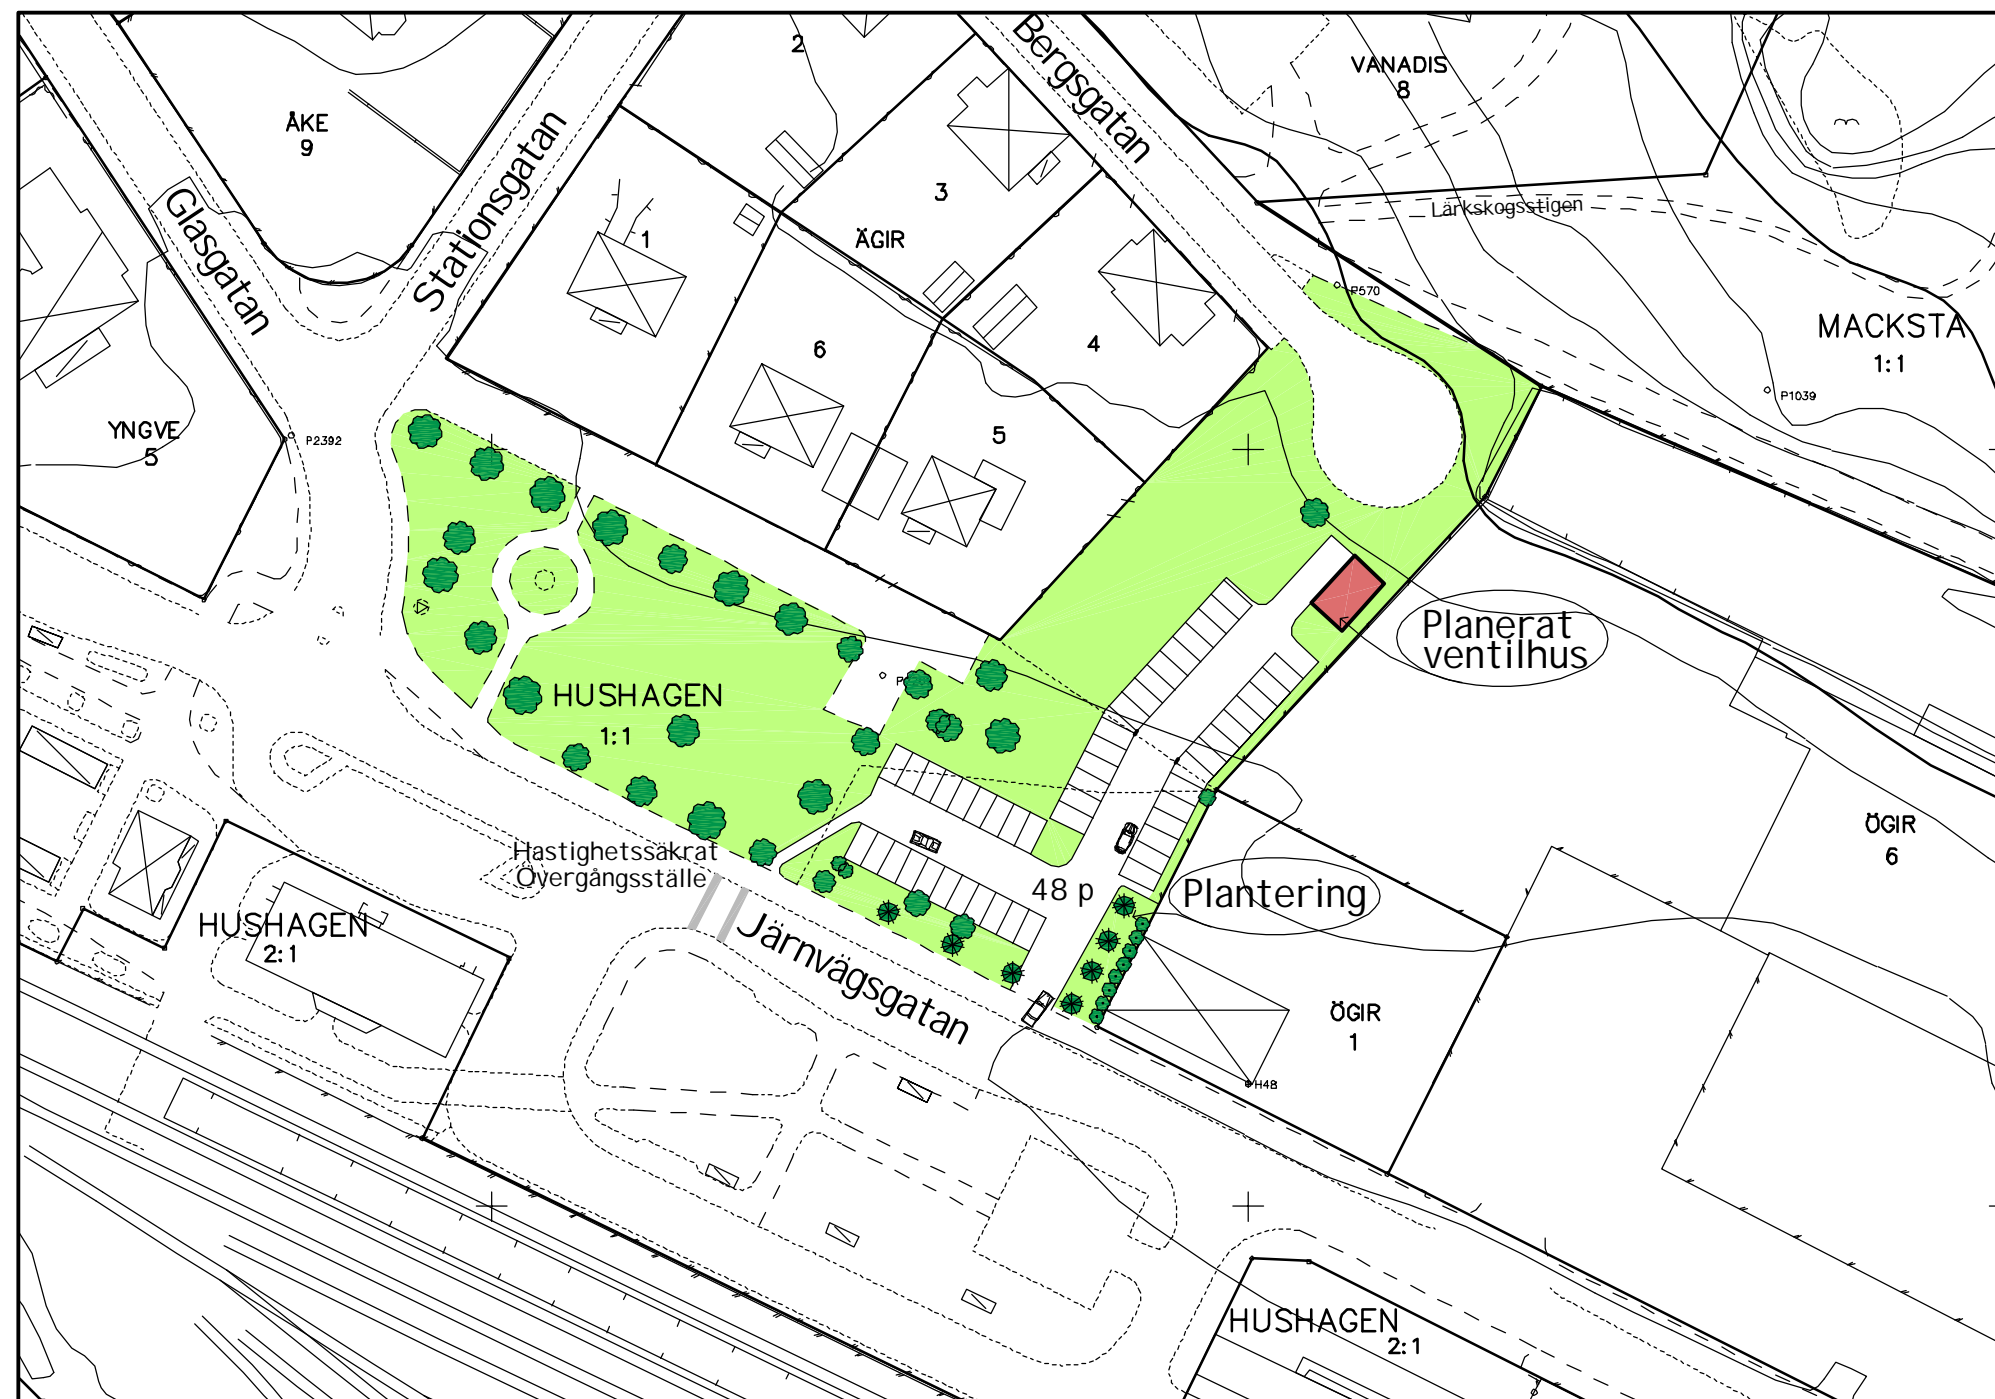 2
Bergsgatan
VANADIS
8
ÅKE
9
Stationsgatan
Glasgatan
3
Lärkskogsstigen
1
ÄGIR
P570
MACKSTA
1:1
6
4
P1039
YNGVE
5
P2392
5
Planerat
ventilhus
HUSHAGEN
1:1
ÖGIR
6
Hastighetssäkrat
Övergångsställe
48 p
Plantering
HUSHAGEN
2:1
Järnvägsgatan
ÖGIR
1
H48
HUSHAGEN
2:1